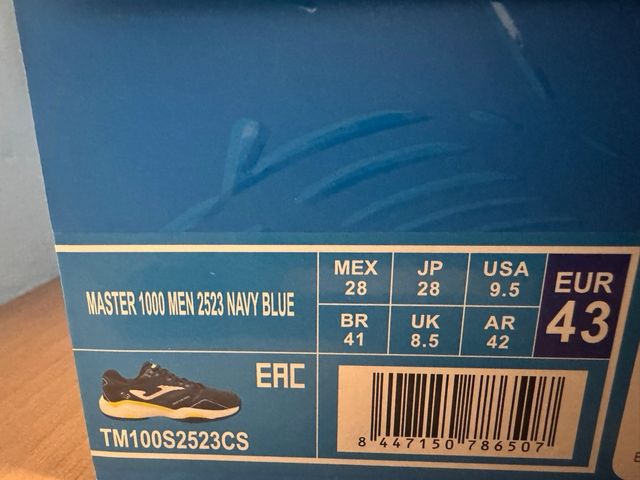 MASTER 1000 MEN 2523 NAVY BLUE
MEX
28
JP
28
USA
9.5
BR
41
UK
8.5
AR
42
EUR
43
EAC
TM100S2523CS
8 447150 786507